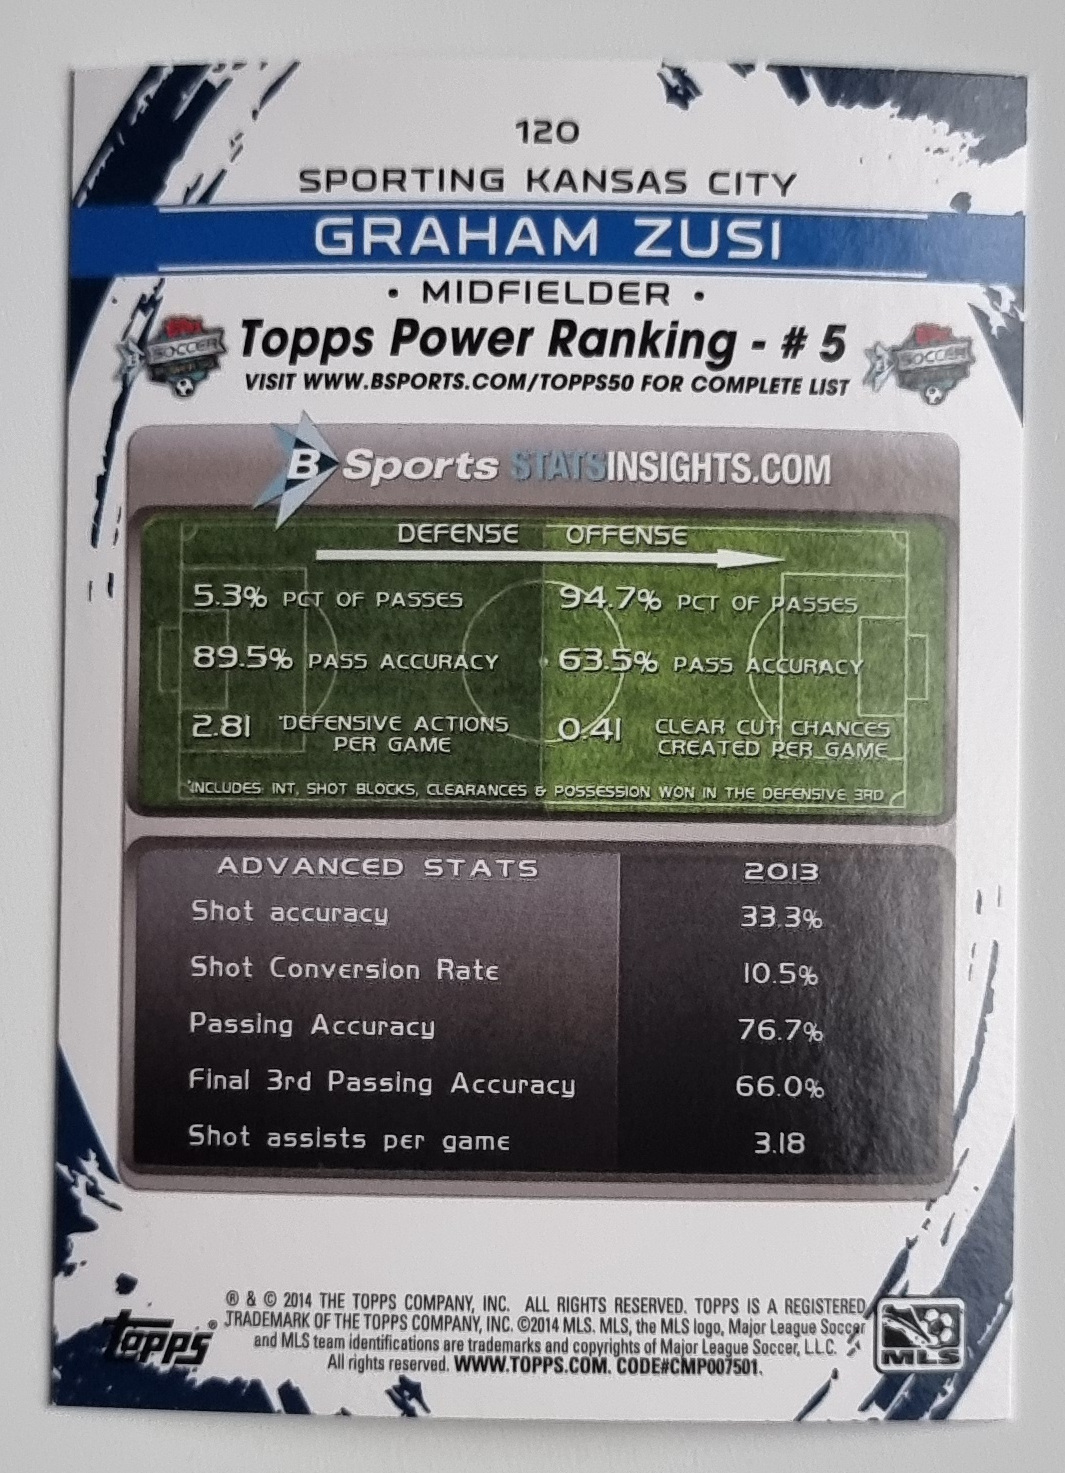 120
SPORTING KANSAS CITY
GRAHAM ZUSI
• MIDFIELDER •
SOCCER
Topps Power Ranking - # 5
SOCCER
VISIT WWW.BSPORTS.COM/TOPPS50 FOR COMPLETE LIST
B Sports STATSINSIGHTS.COM
DEFENSE OFFENSE
5.3% PCT OF PASSES 94.7% PCT OF PASSES
89.5% PASS ACCURACY 63.5% PASS ACCURACY
2.81 *DEFENSIVE ACTIONS PER GAME 0.41 CLEAR CUT CHANCES CREATED PER GAME
*INCLUDES: INT, SHOT BLOCKS, CLEARANCES & POSSESSION WON IN THE DEFENSIVE 3RD
ADVANCED STATS 2013
Shot accuracy 33.3%
Shot Conversion Rate 10.5%
Passing Accuracy 76.7%
Final 3rd Passing Accuracy 66.0%
Shot assists per game 3.18
® & © 2014 THE TOPPS COMPANY, INC. ALL RIGHTS RESERVED. TOPPS IS A REGISTERED
TRADEMARK OF THE TOPPS COMPANY, INC. ©2014 MLS. MLS, the MLS logo, Major League Soccer
and MLS team identifications are trademarks and copyrights of Major League Soccer, L.L.C.
All rights reserved. WWW.TOPPS.COM. CODE#CMP007501.
Topps®
MLS